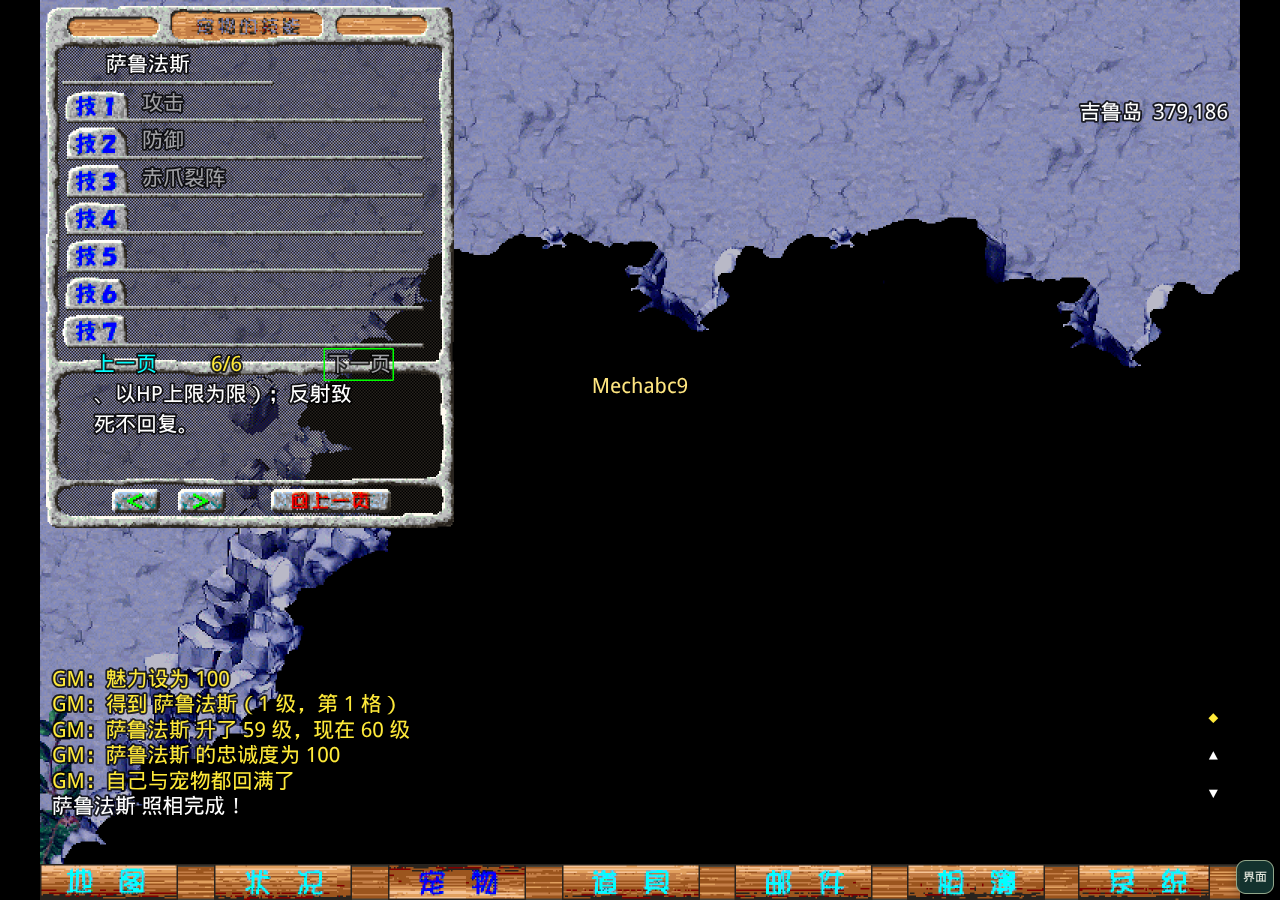 宠物的技能
萨鲁法斯
吉鲁岛 379,186
技1 攻击
技2 防御
技3 赤爪裂阵
技4
技5
技6
技7
上一页 6/6 下一页
、以HP上限为限）；反射致
死不回复。
Mechabc9
< > 回上一页
GM：魅力设为 100
GM：得到 萨鲁法斯（1 级，第 1 格）
GM：萨鲁法斯 升了 59 级，现在 60 级
GM：萨鲁法斯 的忠诚度为 100
GM：自己与宠物都回满了
萨鲁法斯 照相完成！
地图 状况 宠物 道具 邮件 相簿 系统 界面